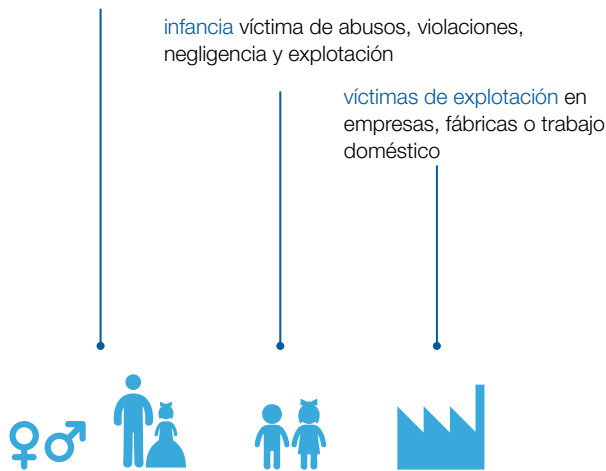 infancia víctima de abusos, violaciones,
negligencia y explotación
víctimas de explotación en
empresas, fábricas o trabajo
doméstico